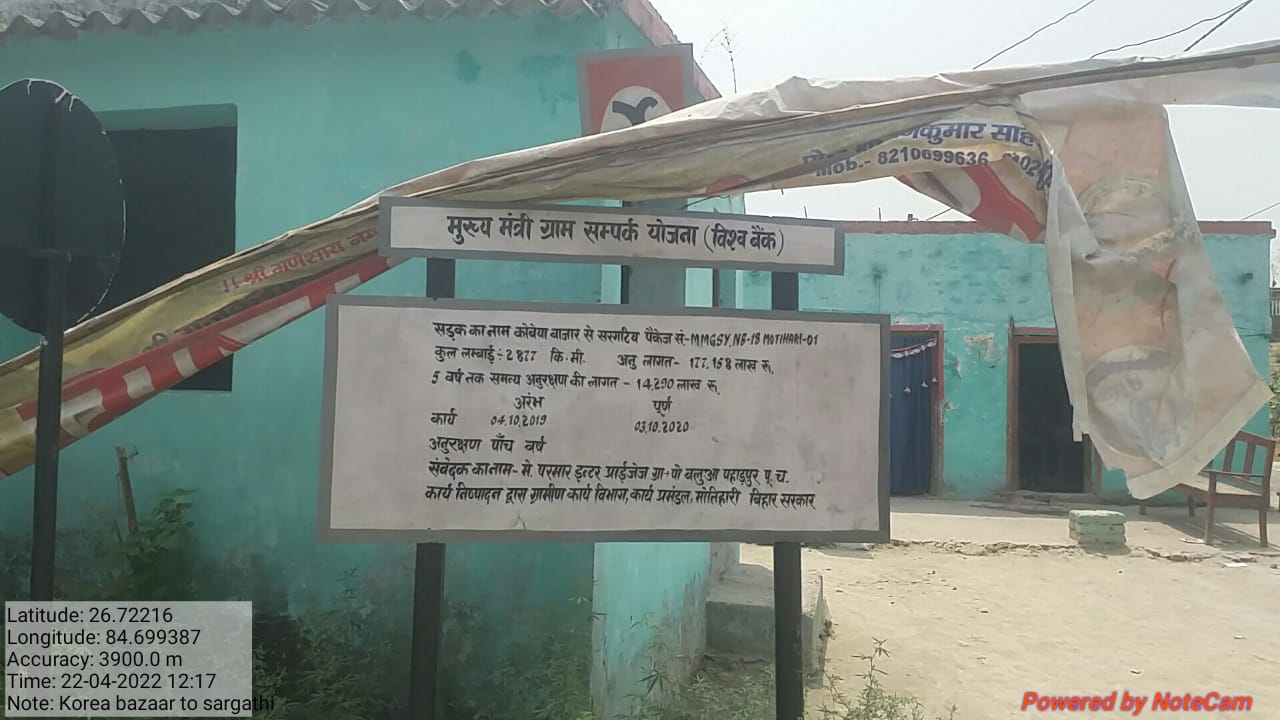 कुमार साह
Mob.- 8210699636
।। श्री गणेशाय नम
मुख्य मंत्री ग्राम सम्पर्क योजना (विश्व बैंक)
सड़क का नाम कोवेया बाजार से सरगटिया पैकेज सं-MMGSY,NG-19 MOTIHARI-01
कुल लम्बाई ÷ 2 877 कि.मी. अनु लागत- 177,158 लाख रु.
5 वर्ष तक समन्य अनुरक्षण की लागत - 14,290 लाख रु.
अरंभ पूर्ण
कार्य 04.10.2019 03.10.2020
अनुरक्षण पाँच वर्ष
संवेदक का नाम- मे. परमार इन्टर प्राईजेज ग्रा+पो बलुआ पहाड़पुर पू. च.
कार्य निष्पादन द्वारा ग्रामीण कार्य विभाग, कार्य प्रमंडल, मोतिहारी बिहार सरकार
Latitude: 26.72216
Longitude: 84.699387
Accuracy: 3900.0 m
Time: 22-04-2022 12:17
Note: Korea bazaar to sargathi
Powered by NoteCam